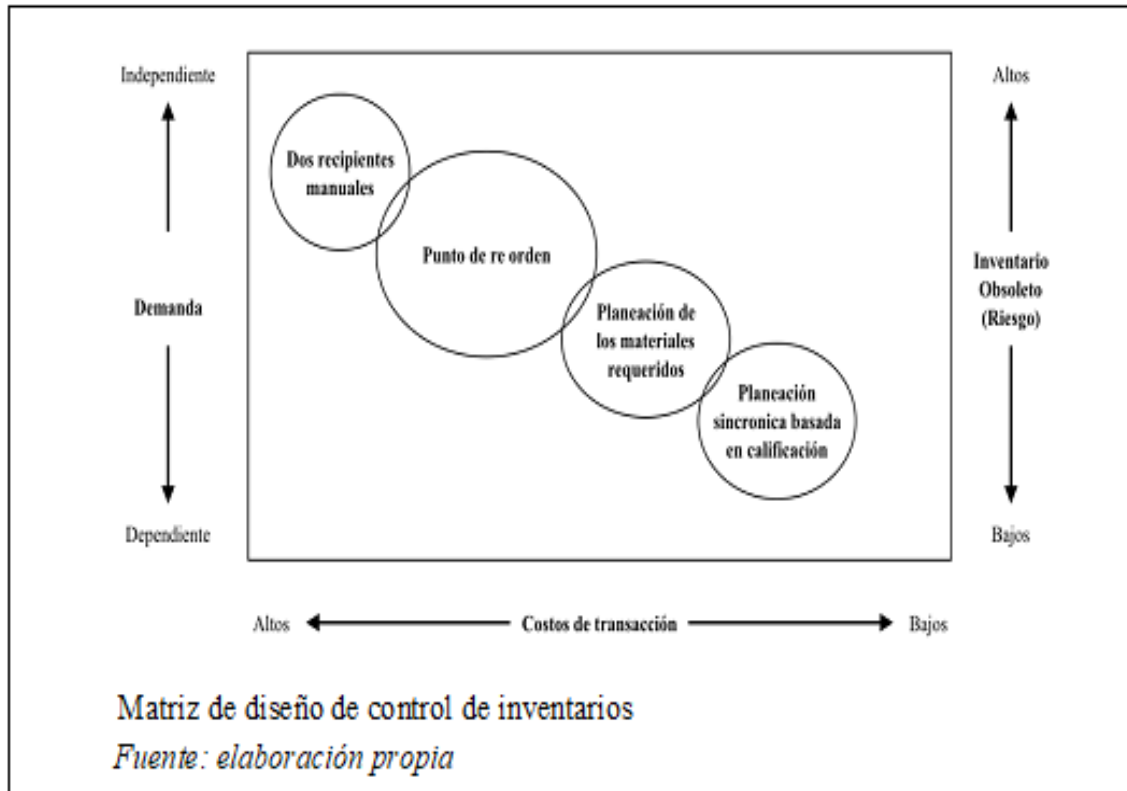 Independiente
Altos
Dos recipientes
manuales
Punto de re orden
Demanda
Inventario
Obsoleto
(Riesgo)
Planeación de
los materiales
requeridos
Planeación
sincronica basada
en calificación
Dependiente
Bajos
Altos
Costos de transacción
Bajos
Matriz de diseño de control de inventarios
Fuente: elaboración propia